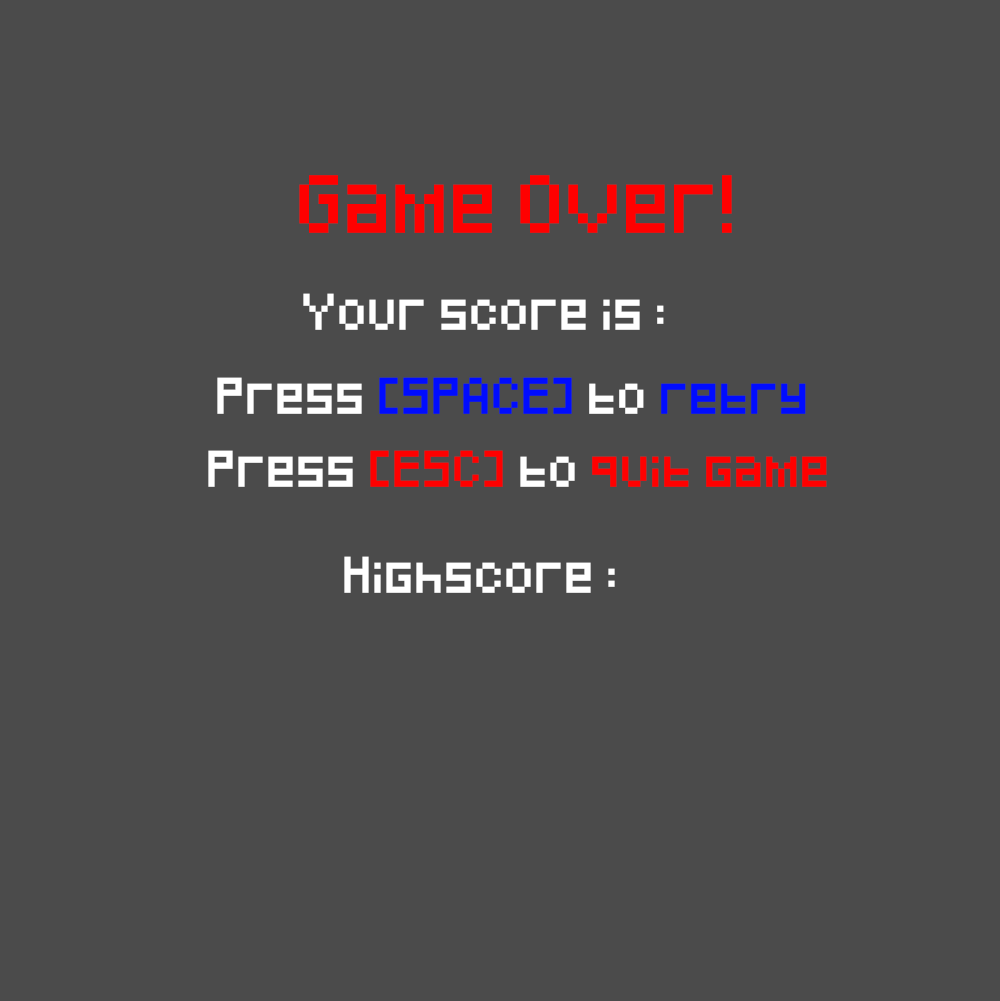 Game Over!
Your score is :
Press [SPACE] to retry
Press [ESC] to quit Game
Highscore :